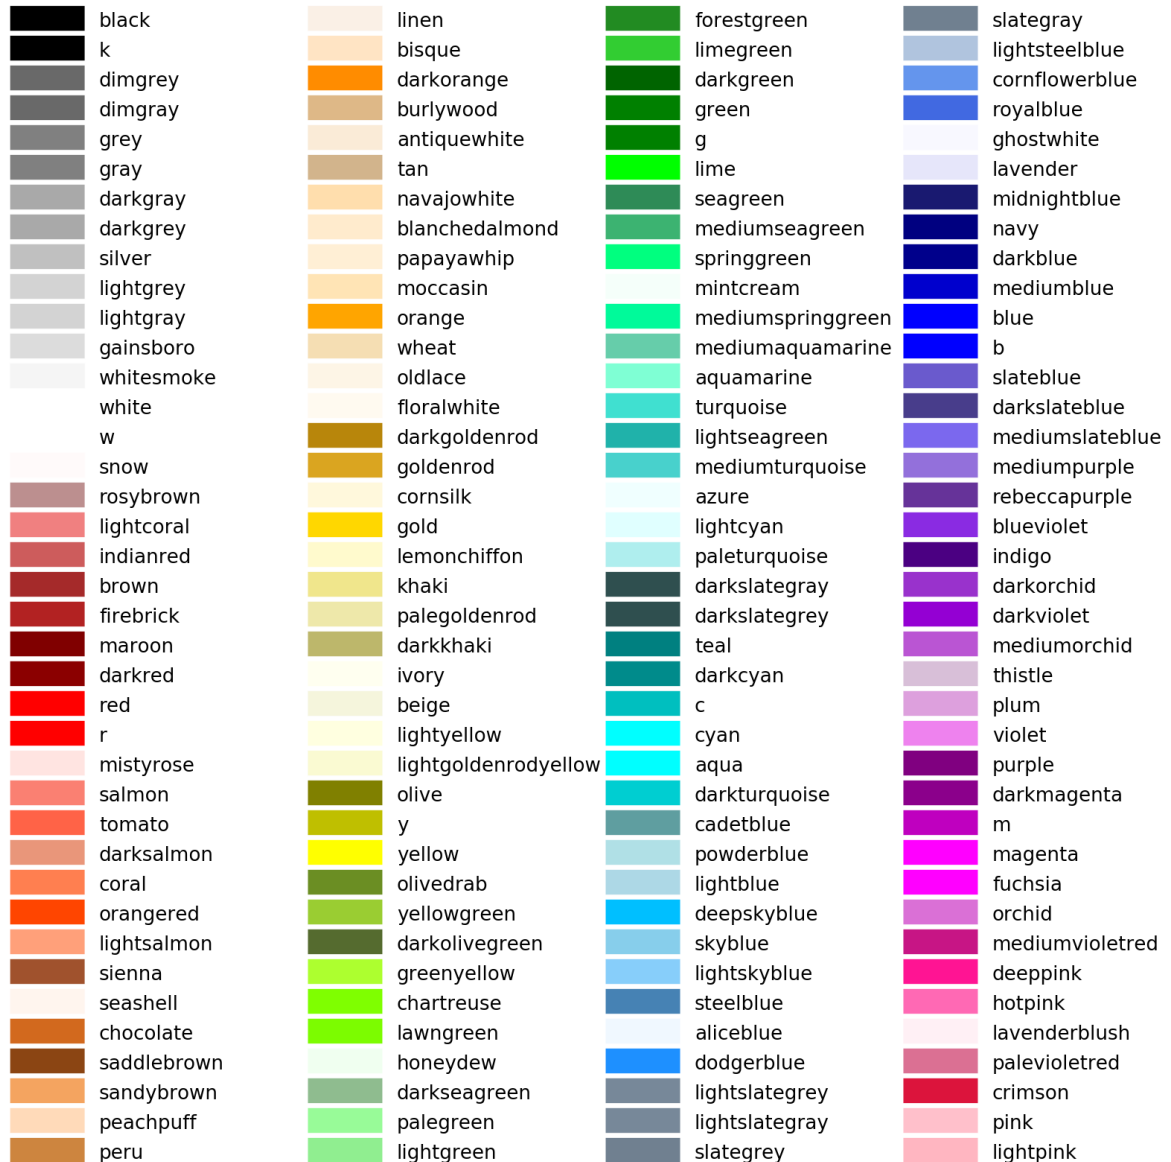 black
k
dimgrey
dimgray
grey
gray
darkgray
darkgrey
silver
lightgrey
lightgray
gainsboro
whitesmoke
white
w
snow
rosybrown
lightcoral
indianred
brown
firebrick
maroon
darkred
red
r
mistyrose
salmon
tomato
darksalmon
coral
orangered
lightsalmon
sienna
seashell
chocolate
saddlebrown
sandybrown
peachpuff
peru
linen
bisque
darkorange
burlywood
antiquewhite
tan
navajowhite
blanchedalmond
papayawhip
moccasin
orange
wheat
oldlace
floralwhite
darkgoldenrod
goldenrod
cornsilk
gold
lemonchiffon
khaki
palegoldenrod
darkkhaki
ivory
beige
lightyellow
lightgoldenrodyellow
olive
y
yellow
olivedrab
yellowgreen
darkolivegreen
greenyellow
chartreuse
lawngreen
honeydew
darkseagreen
palegreen
lightgreen
forestgreen
limegreen
darkgreen
green
g
lime
seagreen
mediumseagreen
springgreen
mintcream
mediumspringgreen
mediumaquamarine
aquamarine
turquoise
lightseagreen
mediumturquoise
azure
lightcyan
paleturquoise
darkslategray
darkslategrey
teal
darkcyan
c
cyan
aqua
darkturquoise
cadetblue
powderblue
lightblue
deepskyblue
skyblue
lightskyblue
steelblue
aliceblue
dodgerblue
lightslategrey
lightslategray
slategrey
slategray
lightsteelblue
cornflowerblue
royalblue
ghostwhite
lavender
midnightblue
navy
darkblue
mediumblue
blue
b
slateblue
darkslateblue
mediumslateblue
mediumpurple
rebeccapurple
blueviolet
indigo
darkorchid
darkviolet
mediumorchid
thistle
plum
violet
purple
darkmagenta
m
magenta
fuchsia
orchid
mediumvioletred
deeppink
hotpink
lavenderblush
palevioletred
crimson
pink
lightpink